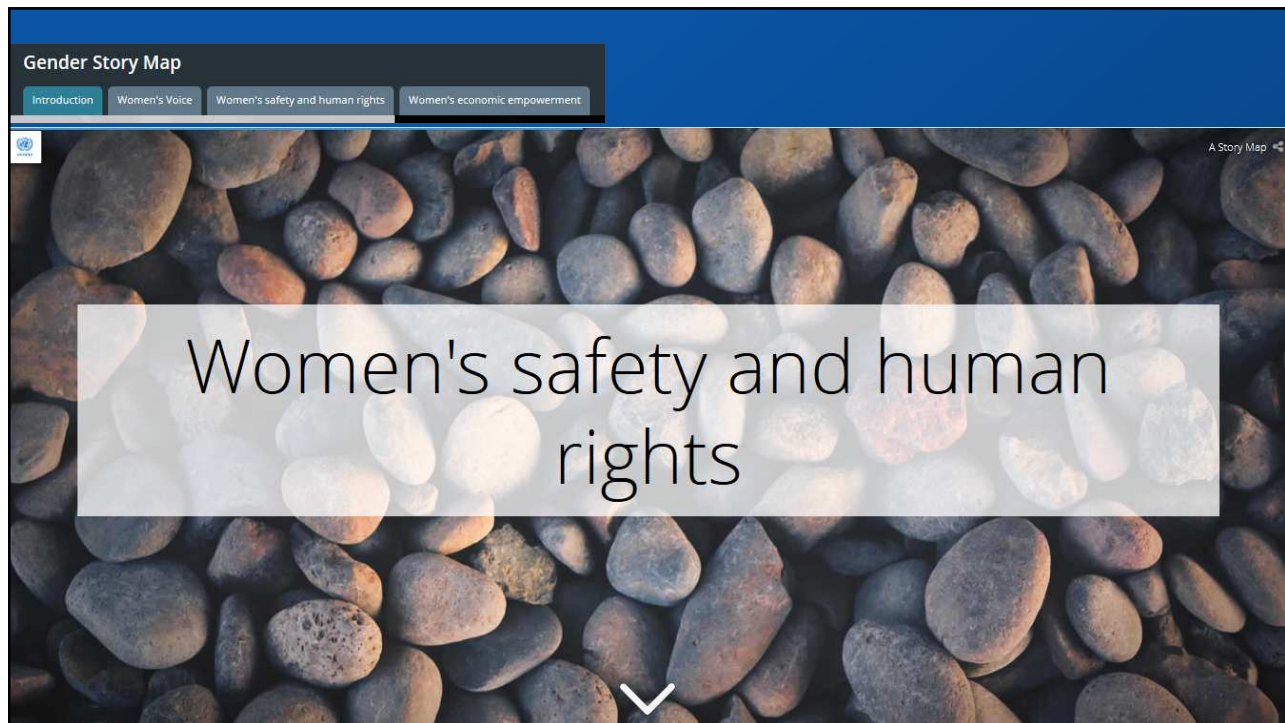 Gender Story Map
Introduction
Women's Voice
Women's safety and human rights
Women's economic empowerment
A Story Map
Women's safety and human
rights